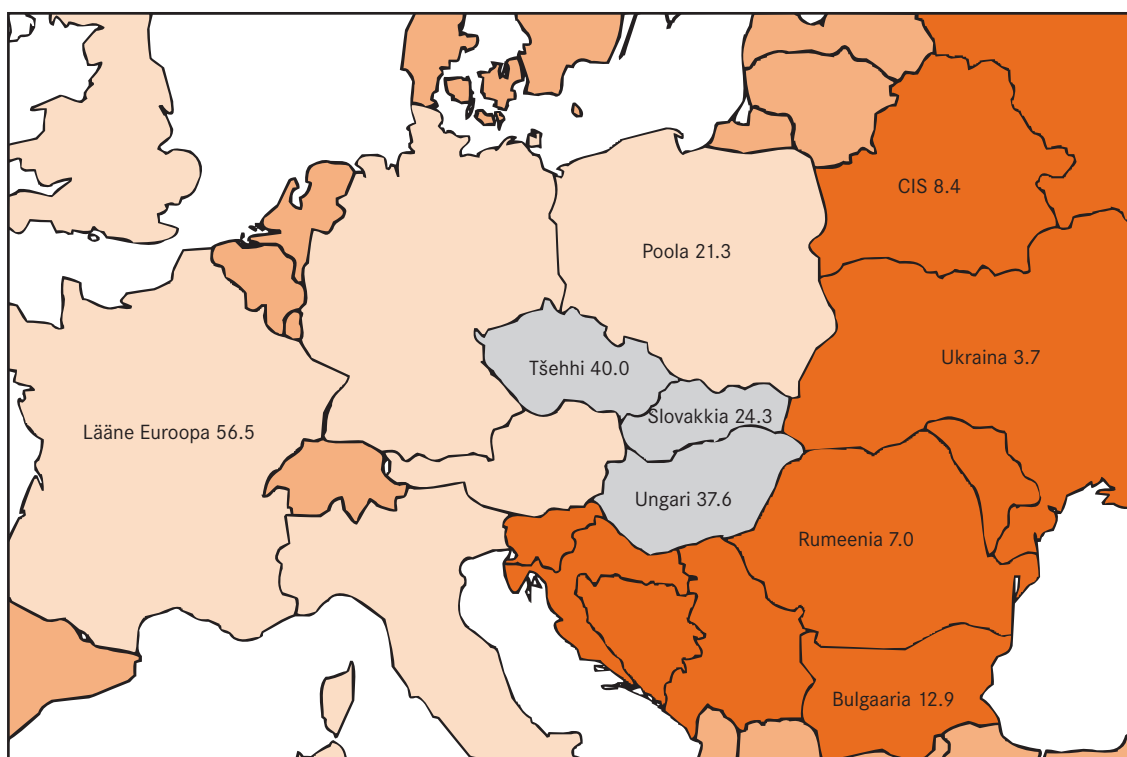 CIS 8.4
Poola 21.3
Ukraina 3.7
Tšehhi 40.0
Slovakkia 24.3
Lääne Euroopa 56.5
Ungari 37.6
Rumeenia 7.0
Bulgaaria 12.9